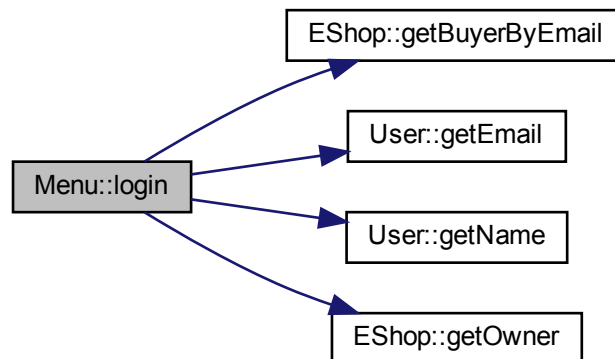 EShop::getBuyerByEmail
User::getEmail
Menu::login
User::getName
EShop::getOwner